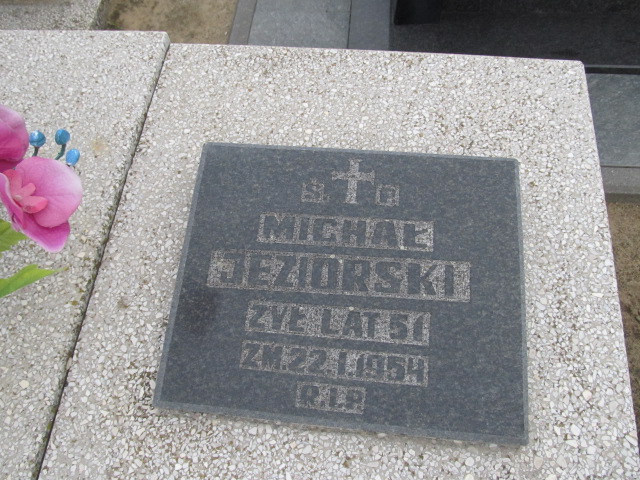 Ś P
MICHAŁ
JEZIORSKI
ŻYŁ LAT 51
ZM. 22.I.1954
R.I.P.